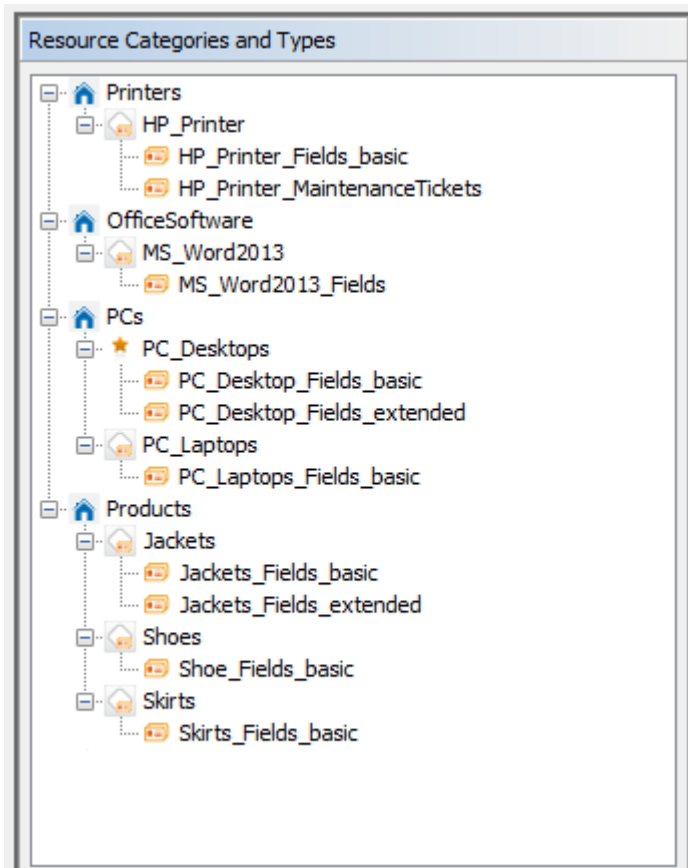 Resource Categories and Types
Printers
HP_Printer
HP_Printer_Fields_basic
HP_Printer_MaintenanceTickets
OfficeSoftware
MS_Word2013
MS_Word2013_Fields
PCs
PC_Desktops
PC_Desktop_Fields_basic
PC_Desktop_Fields_extended
PC_Laptops
PC_Laptops_Fields_basic
Products
Jackets
Jackets_Fields_basic
Jackets_Fields_extended
Shoes
Shoe_Fields_basic
Skirts
Skirts_Fields_basic